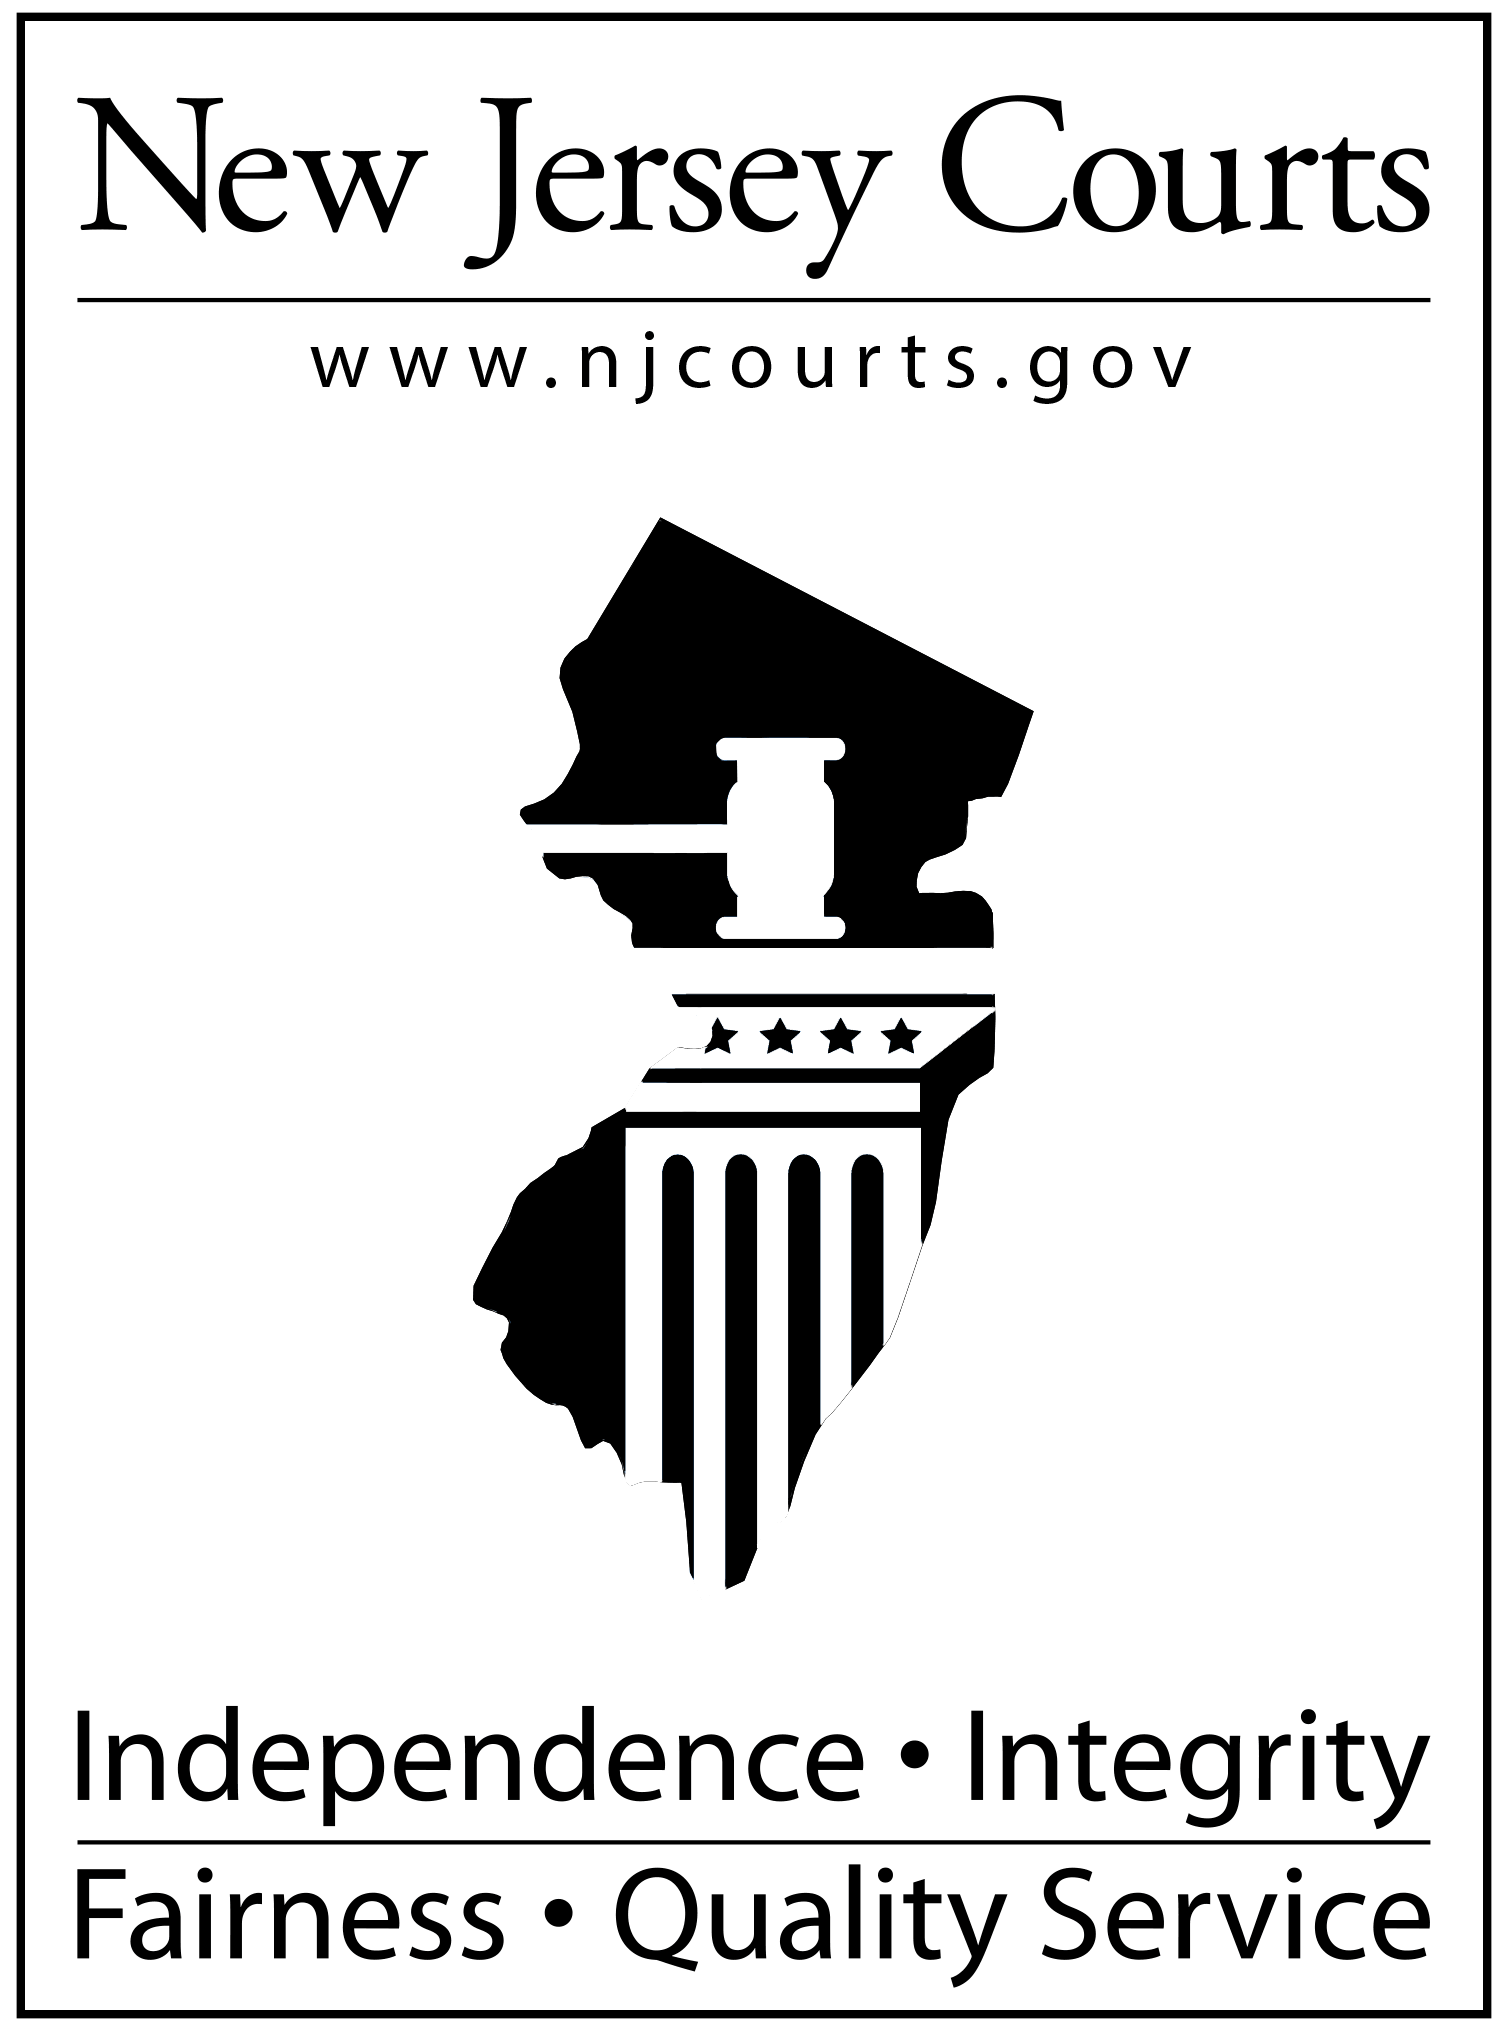 New Jersey Courts
www.njcourts.gov
Independence • Integrity
Fairness • Quality Service